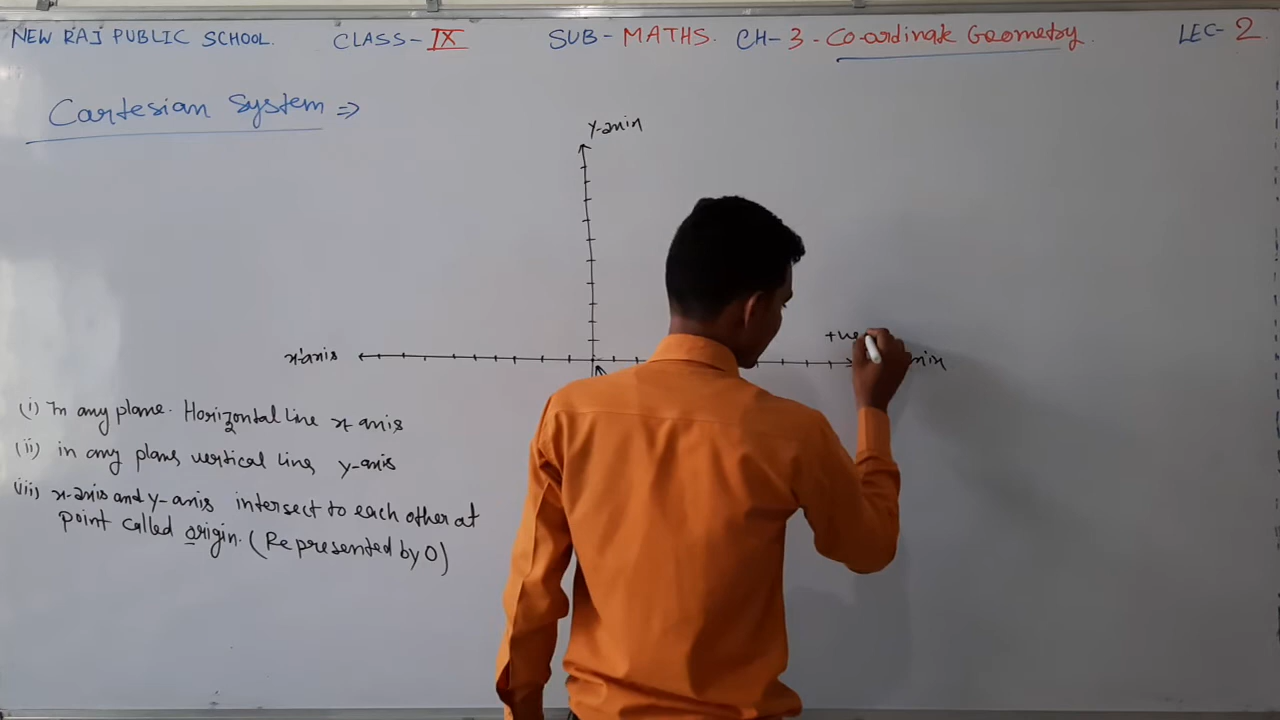 NEW RAJ PUBLIC SCHOOL. CLASS - IX SUB - MATHS. CH- 3 - Co-ordinate Geometry. LEC- 2.
Cartesian System ⇒
y-axis
+ve
x'-axis
(i) In any plane. Horizontal Line x axis
(ii) in any plane, vertical line, y-axis
(iii) x-axis and y-axis intersect to each other at
point called origin. (Represented by O)